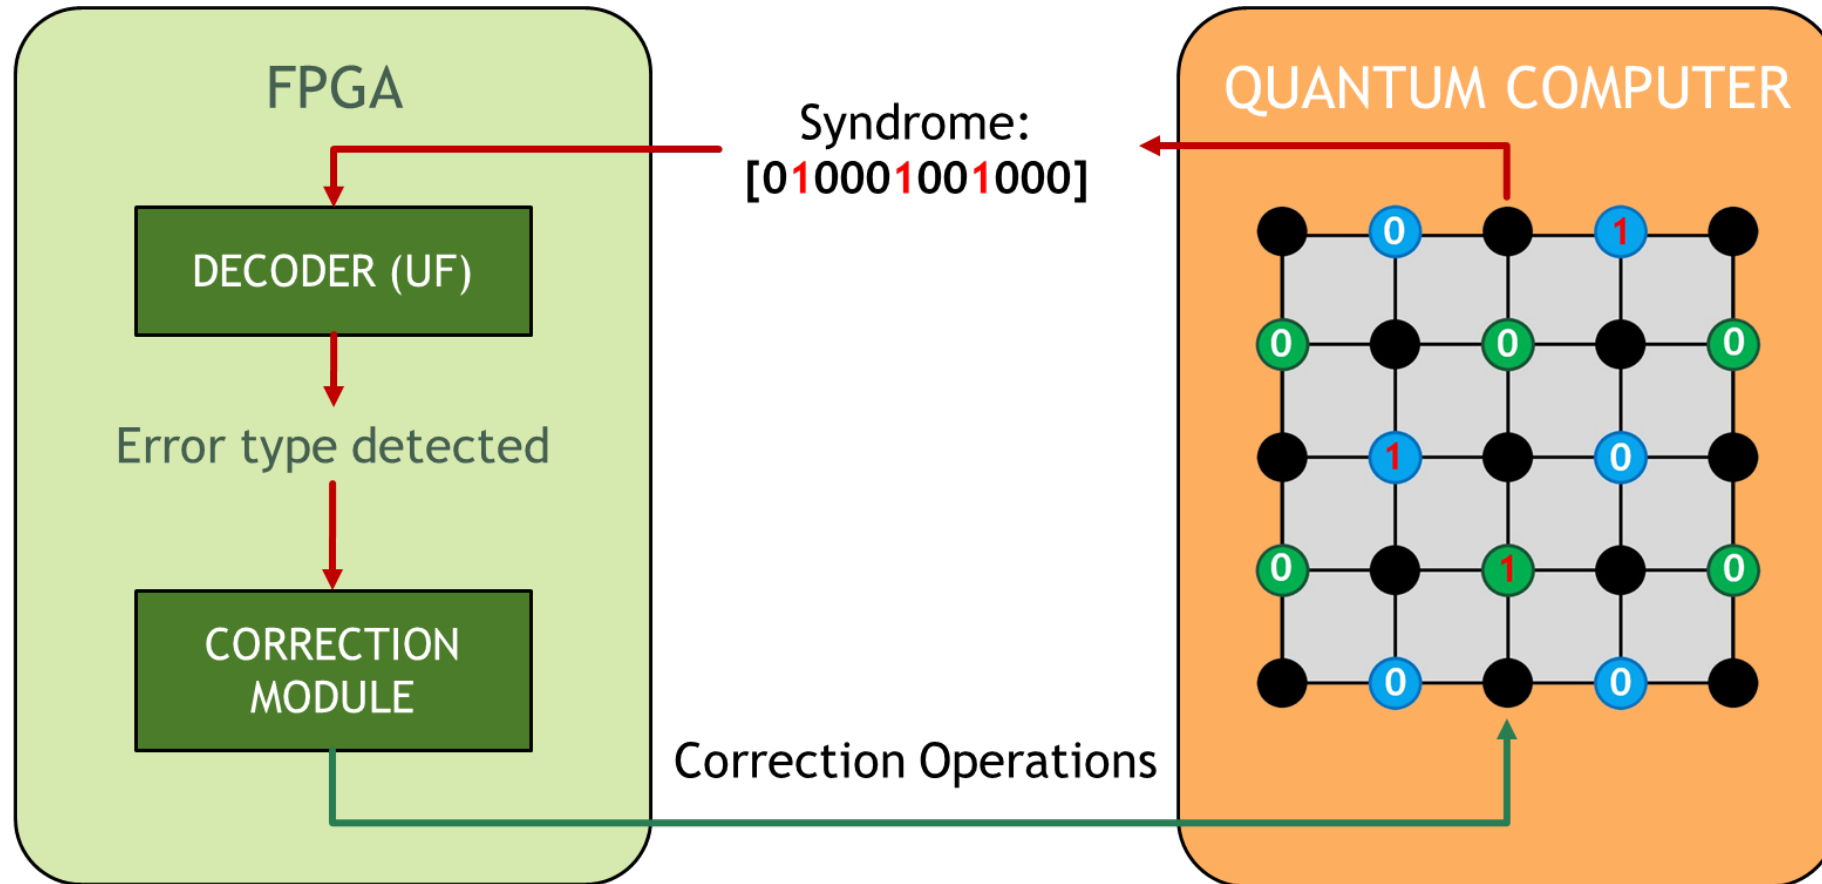 FPGA
QUANTUM COMPUTER
Syndrome:
[010001001000]
DECODER (UF)
Error type detected
CORRECTION
MODULE
Correction Operations
0 1
0 0 0
1 0
0 1 0
0 0